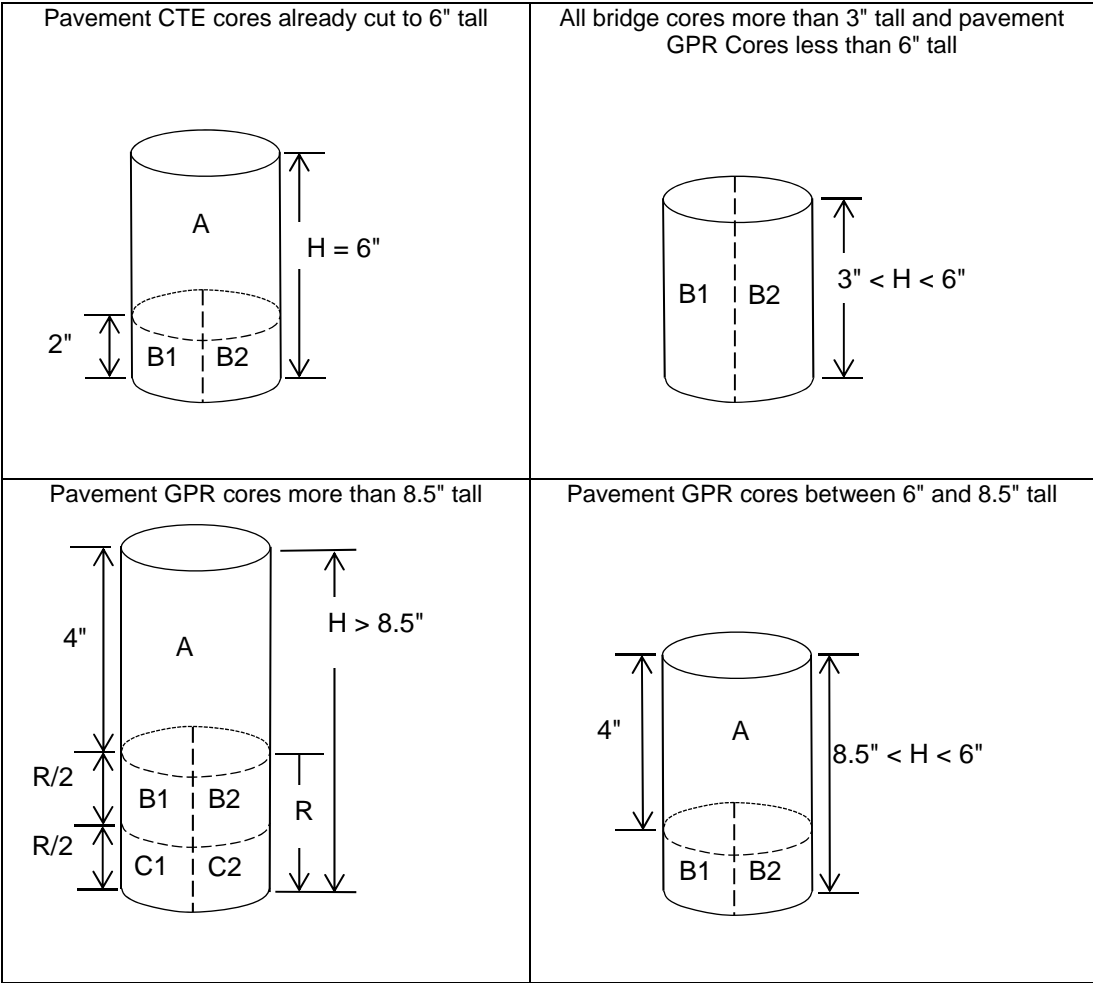 Pavement CTE cores already cut to 6" tall
A
H = 6"
2"
B1
B2
All bridge cores more than 3" tall and pavement
GPR Cores less than 6" tall
B1
B2
3" < H < 6"
Pavement GPR cores more than 8.5" tall
4"
A
H > 8.5"
R/2
B1
B2
R
R/2
C1
C2
Pavement GPR cores between 6" and 8.5" tall
4"
A
8.5" < H < 6"
B1
B2